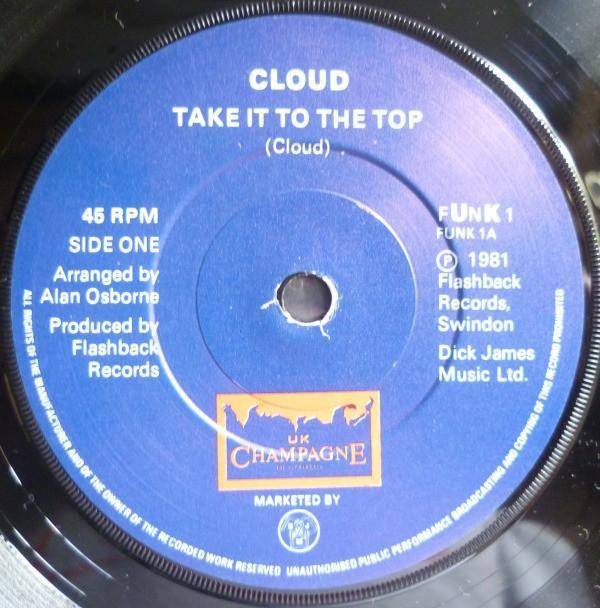 CLOUD
TAKE IT TO THE TOP
(Cloud)
45 RPM
SIDE ONE
Arranged by
Alan Osborne
Produced by
Flashback
Records
FUNK 1
FUNK 1A
℗ 1981
Flashback
Records,
Swindon
Dick James
Music Ltd.
UK
CHAMPAGNE
MARKETED BY
ALL RIGHTS OF THE MANUFACTURER AND OF THE OWNER OF THE RECORDED WORK RESERVED UNAUTHORISED PUBLIC PERFORMANCE BROADCASTING AND COPYING OF THIS RECORD PROHIBITED